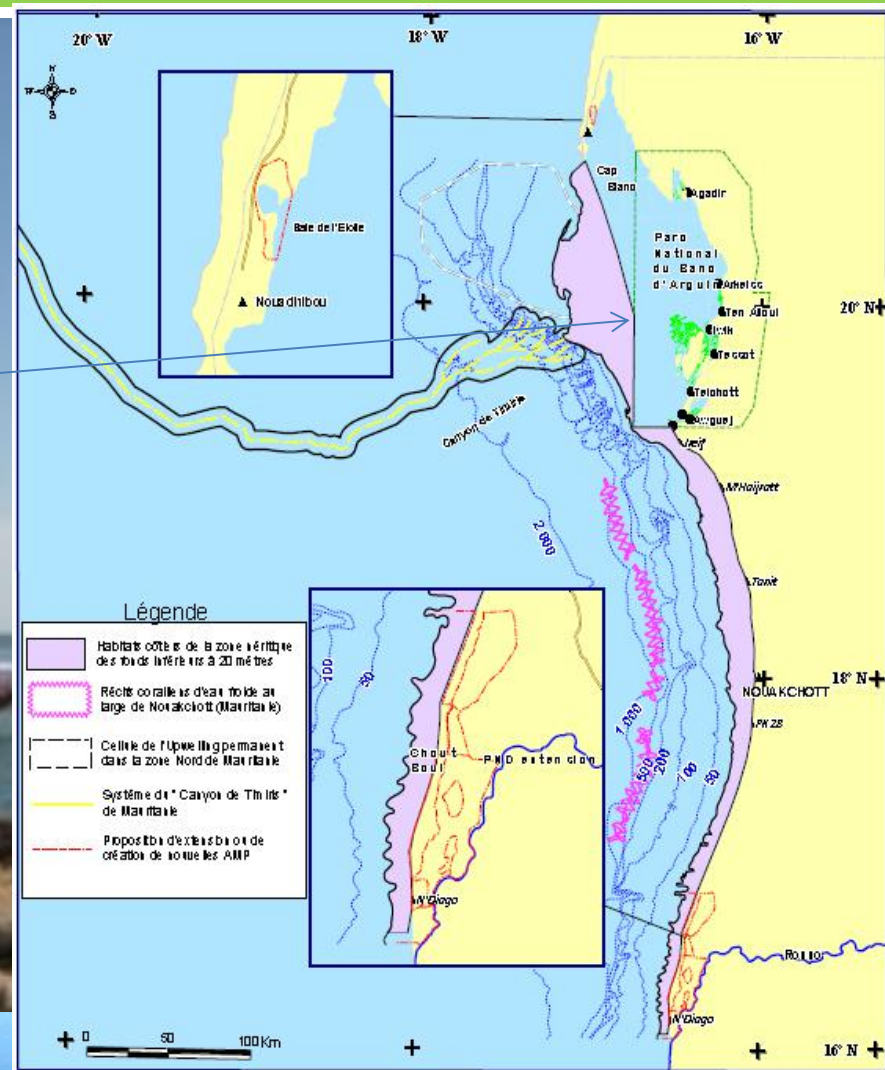 20° W
18° W
16° W
N
S
Cap
Blanc
Agadir
Parc
National
du Banc
d'Arguin
Arkeiss
Ten Alloul
Iwik
Tessot
Teichott
Awguej
M'Haijratt
Tanit
20° N
Baie de l'Etoile
Nouadhibou
Canyon de Timiris
2.000
1.000
500
200
100
50
18° N
NOUAKCHOTT
PK 28
Légende
Habitats côtiers de la zone néritique
des fonds inférieurs à 20 mètres
Récifs coralliens d'eau froide au
large de Nouakchott (Mauritanie)
Cellule de l'Upwelling permanent
dans la zone Nord de Mauritanie
Système du "Canyon de Timiris"
de Mauritanie
Proposition d'extension ou de
création de nouvelles AMP
100
50
Chout
Boul
PND extention
N'Diago
Rosso
N'Diago
0 50 100 Km
16° N